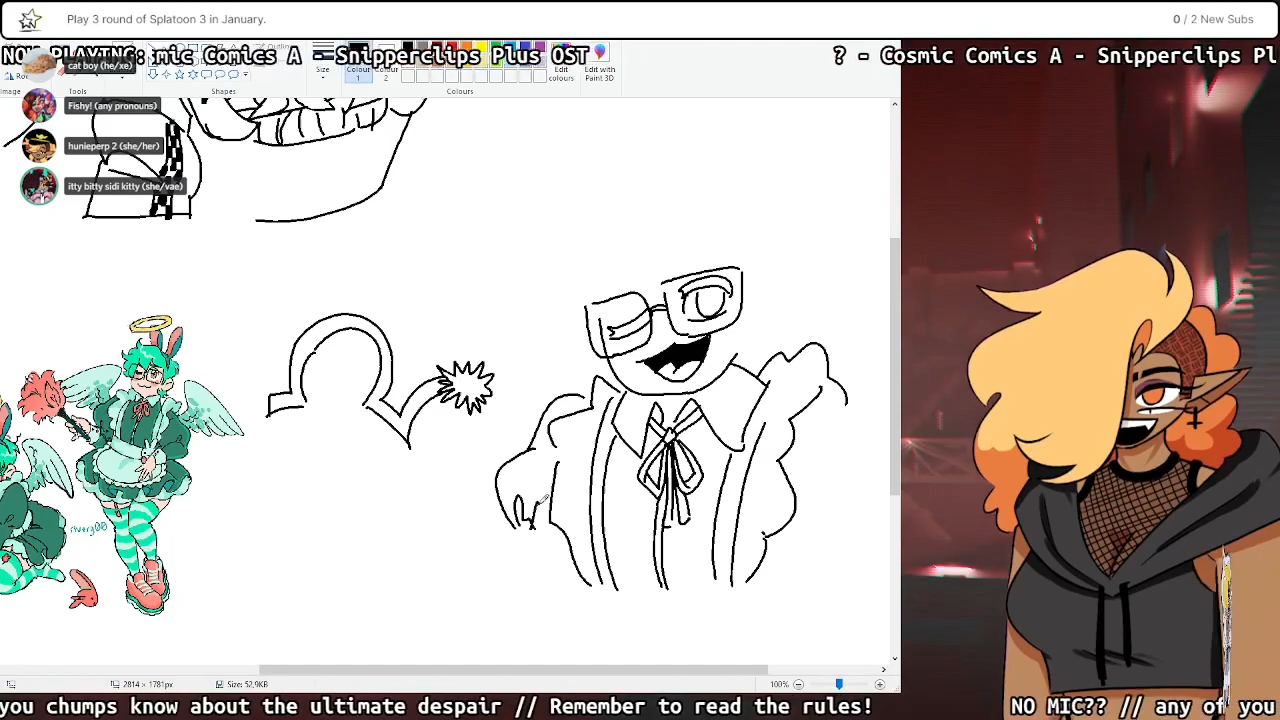 Play 3 round of Splatoon 3 in January.
0 / 2 New Subs
NOW PLAYING: mic Comics A - Snipperclips Plus OST
? - Cosmic Comics A - Snipperclips Pl
cat boy (he/xe)
Fishy! (any pronouns)
hunieperp 2 (she/her)
itty bitty sidi kitty (she/vae)
Image
Tools
Shapes
Size
Colour 1
Colour 2
Edit colours
Edit with Paint 3D
Colours
2814 × 1781px
Size: 52,9KB
100%
you chumps know about the ultimate despair // Remember to read the rules!
NO MIC?? // any of you